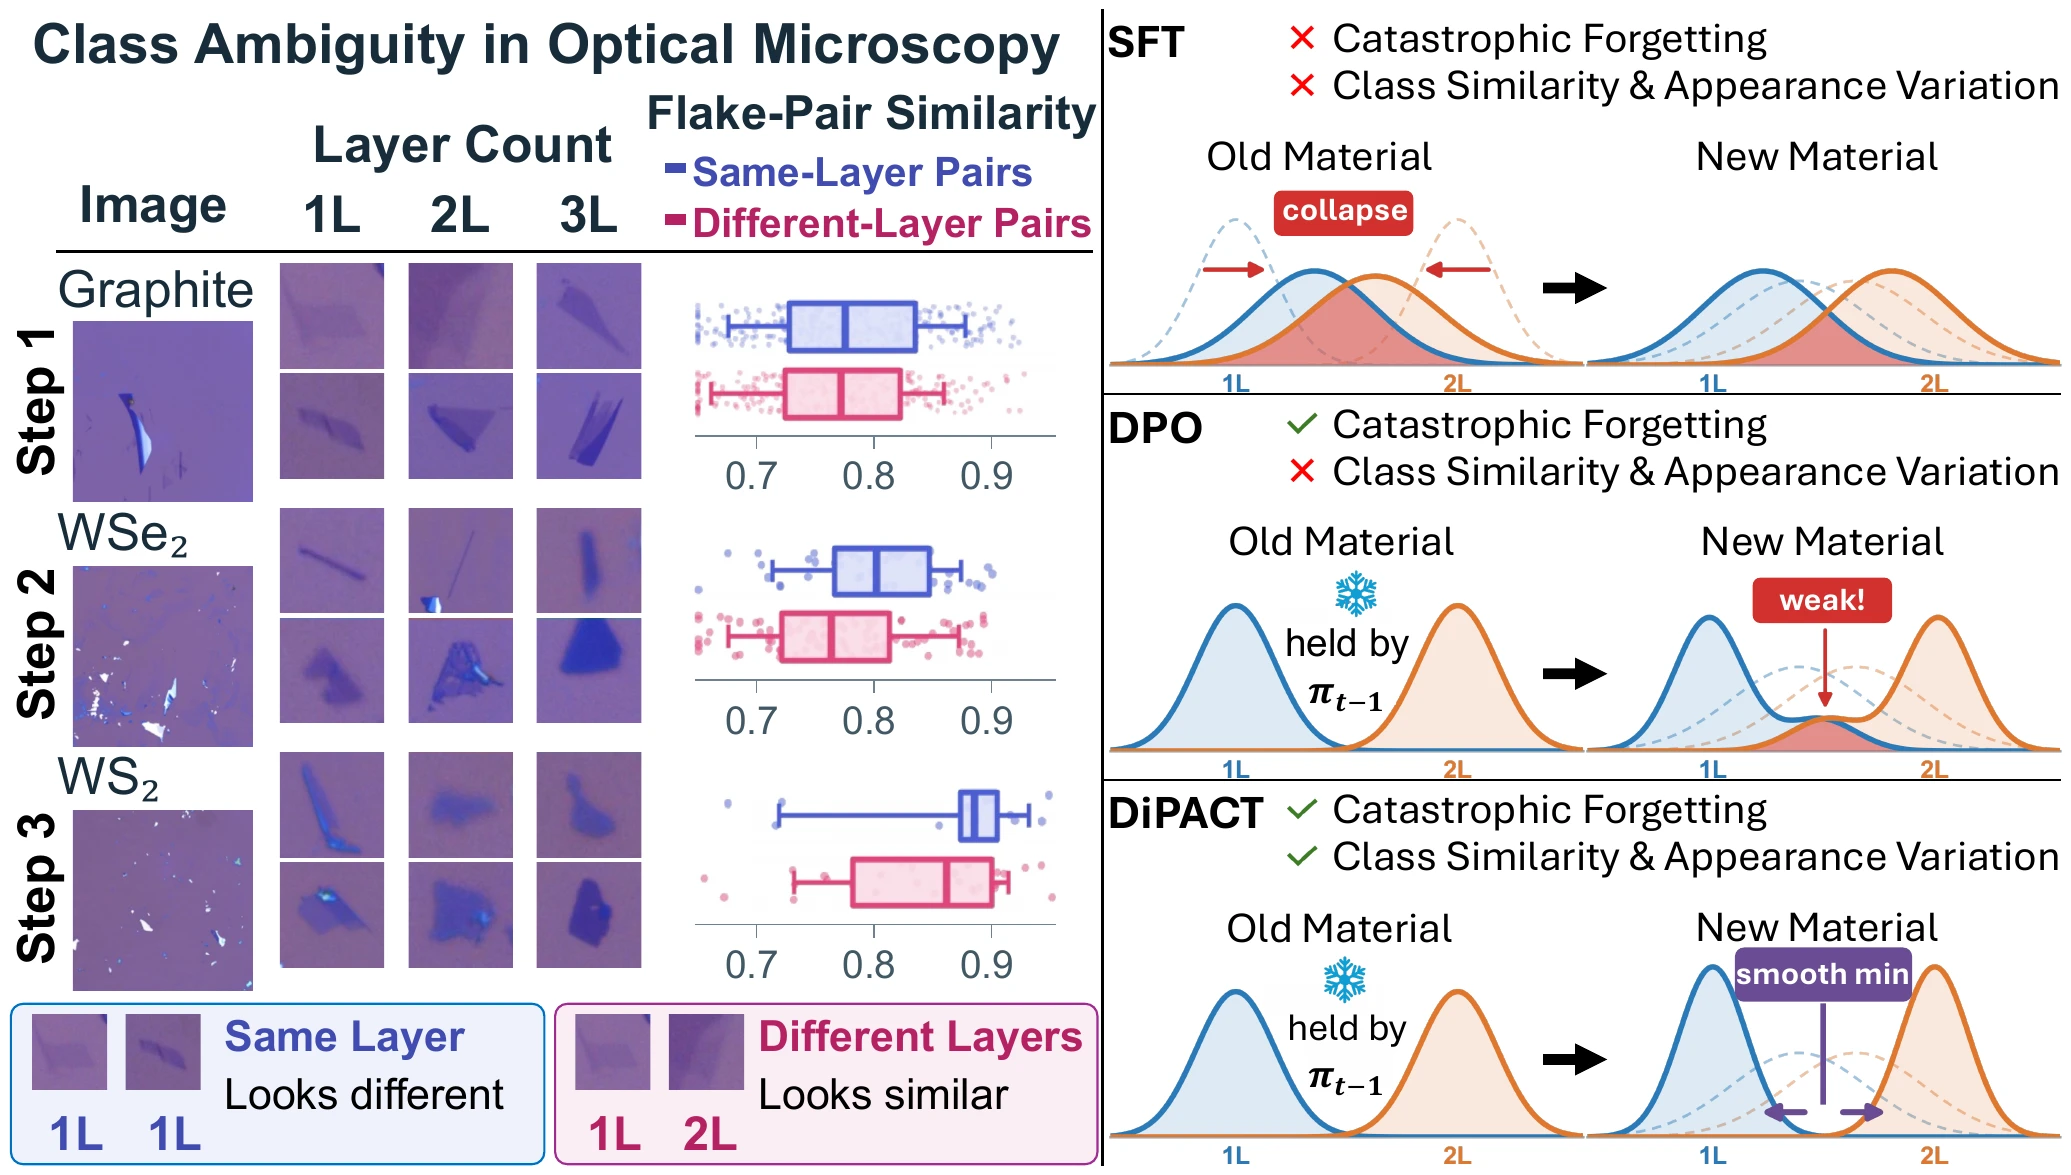 Class Ambiguity in Optical Microscopy
Image
Layer Count
1L 2L 3L
Flake-Pair Similarity
Same-Layer Pairs
Different-Layer Pairs
Step 1
Graphite
0.7 0.8 0.9
Step 2
WSe₂
0.7 0.8 0.9
Step 3
WS₂
0.7 0.8 0.9
1L 1L
Same Layer
Looks different
1L 2L
Different Layers
Looks similar
SFT
✕ Catastrophic Forgetting
✕ Class Similarity & Appearance Variation
Old Material
collapse
1L 2L
New Material
1L 2L
DPO
✓ Catastrophic Forgetting
✕ Class Similarity & Appearance Variation
Old Material
held by
π_{t−1}
1L 2L
New Material
weak!
1L 2L
DiPACT
✓ Catastrophic Forgetting
✓ Class Similarity & Appearance Variation
Old Material
held by
π_{t−1}
1L 2L
New Material
smooth min
1L 2L